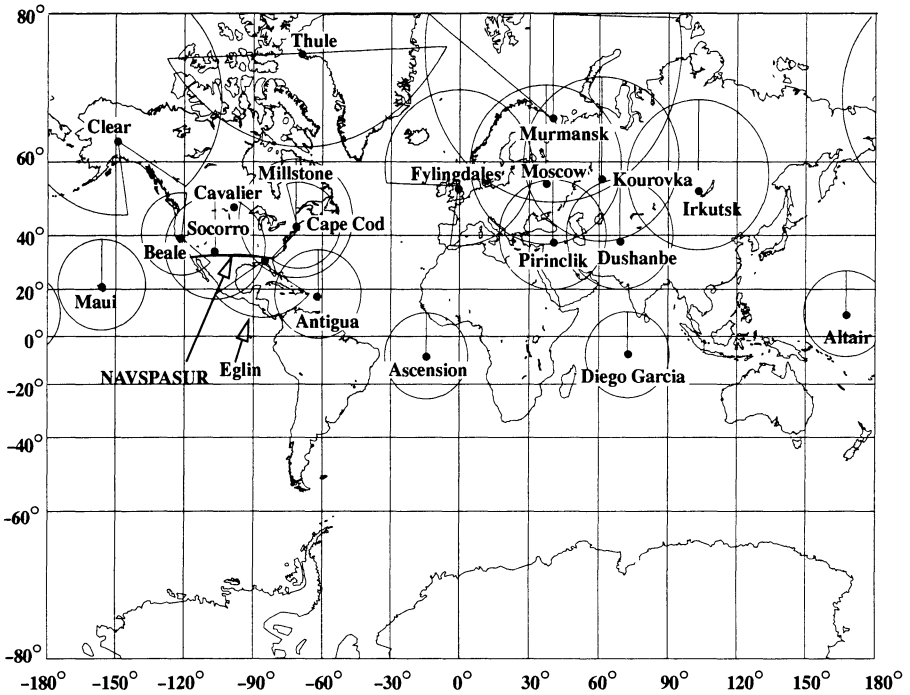 80°
Thule
Clear
Murmansk
60°
Millstone
Fylingdales
Moscow
Kourovka
Cavalier
Irkutsk
Socorro
Cape Cod
40°
Beale
Pirinclik
Dushanbe
20°
Maui
Antigua
Altair
0°
Eglin
Ascension
NAVSPASUR
Diego Garcia
−20°
−40°
−60°
−80°
−180° −150° −120° −90° −60° −30° 0° 30° 60° 90° 120° 150° 180°